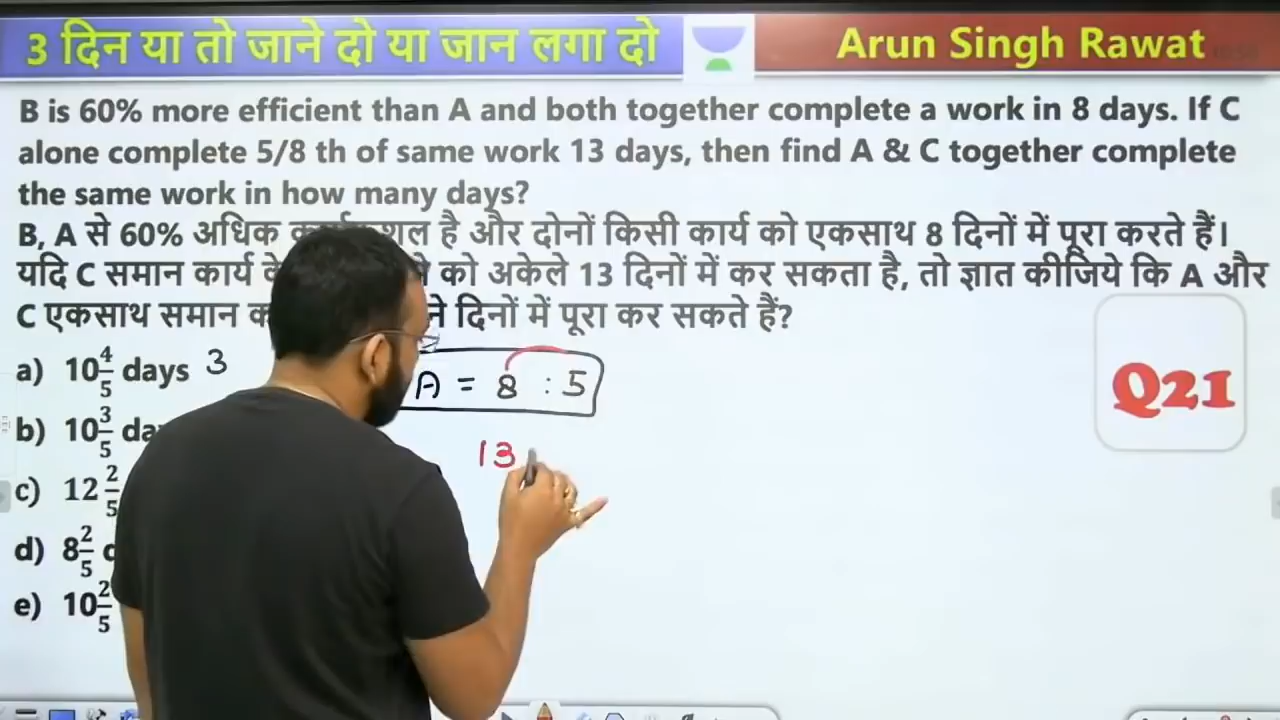 3 दिन या तो जाने दो या जान लगा दो
Arun Singh Rawat
B is 60% more efficient than A and both together complete a work in 8 days. If C
alone complete 5/8 th of same work 13 days, then find A & C together complete
the same work in how many days?
B, A से 60% अधिक है और दोनों किसी कार्य को एकसाथ 8 दिनों में पूरा करते हैं।
यदि C समान कार्य को अकेले 13 दिनों में कर सकता है, तो ज्ञात कीजिये कि A और
C एकसाथ समान दिनों में पूरा कर सकते हैं?
a) 10 4/5 days 3
A = 8 : 5
b) 10 3/5
13
c) 12 2/5
d) 8 2/5
e) 10 2/5
Q21